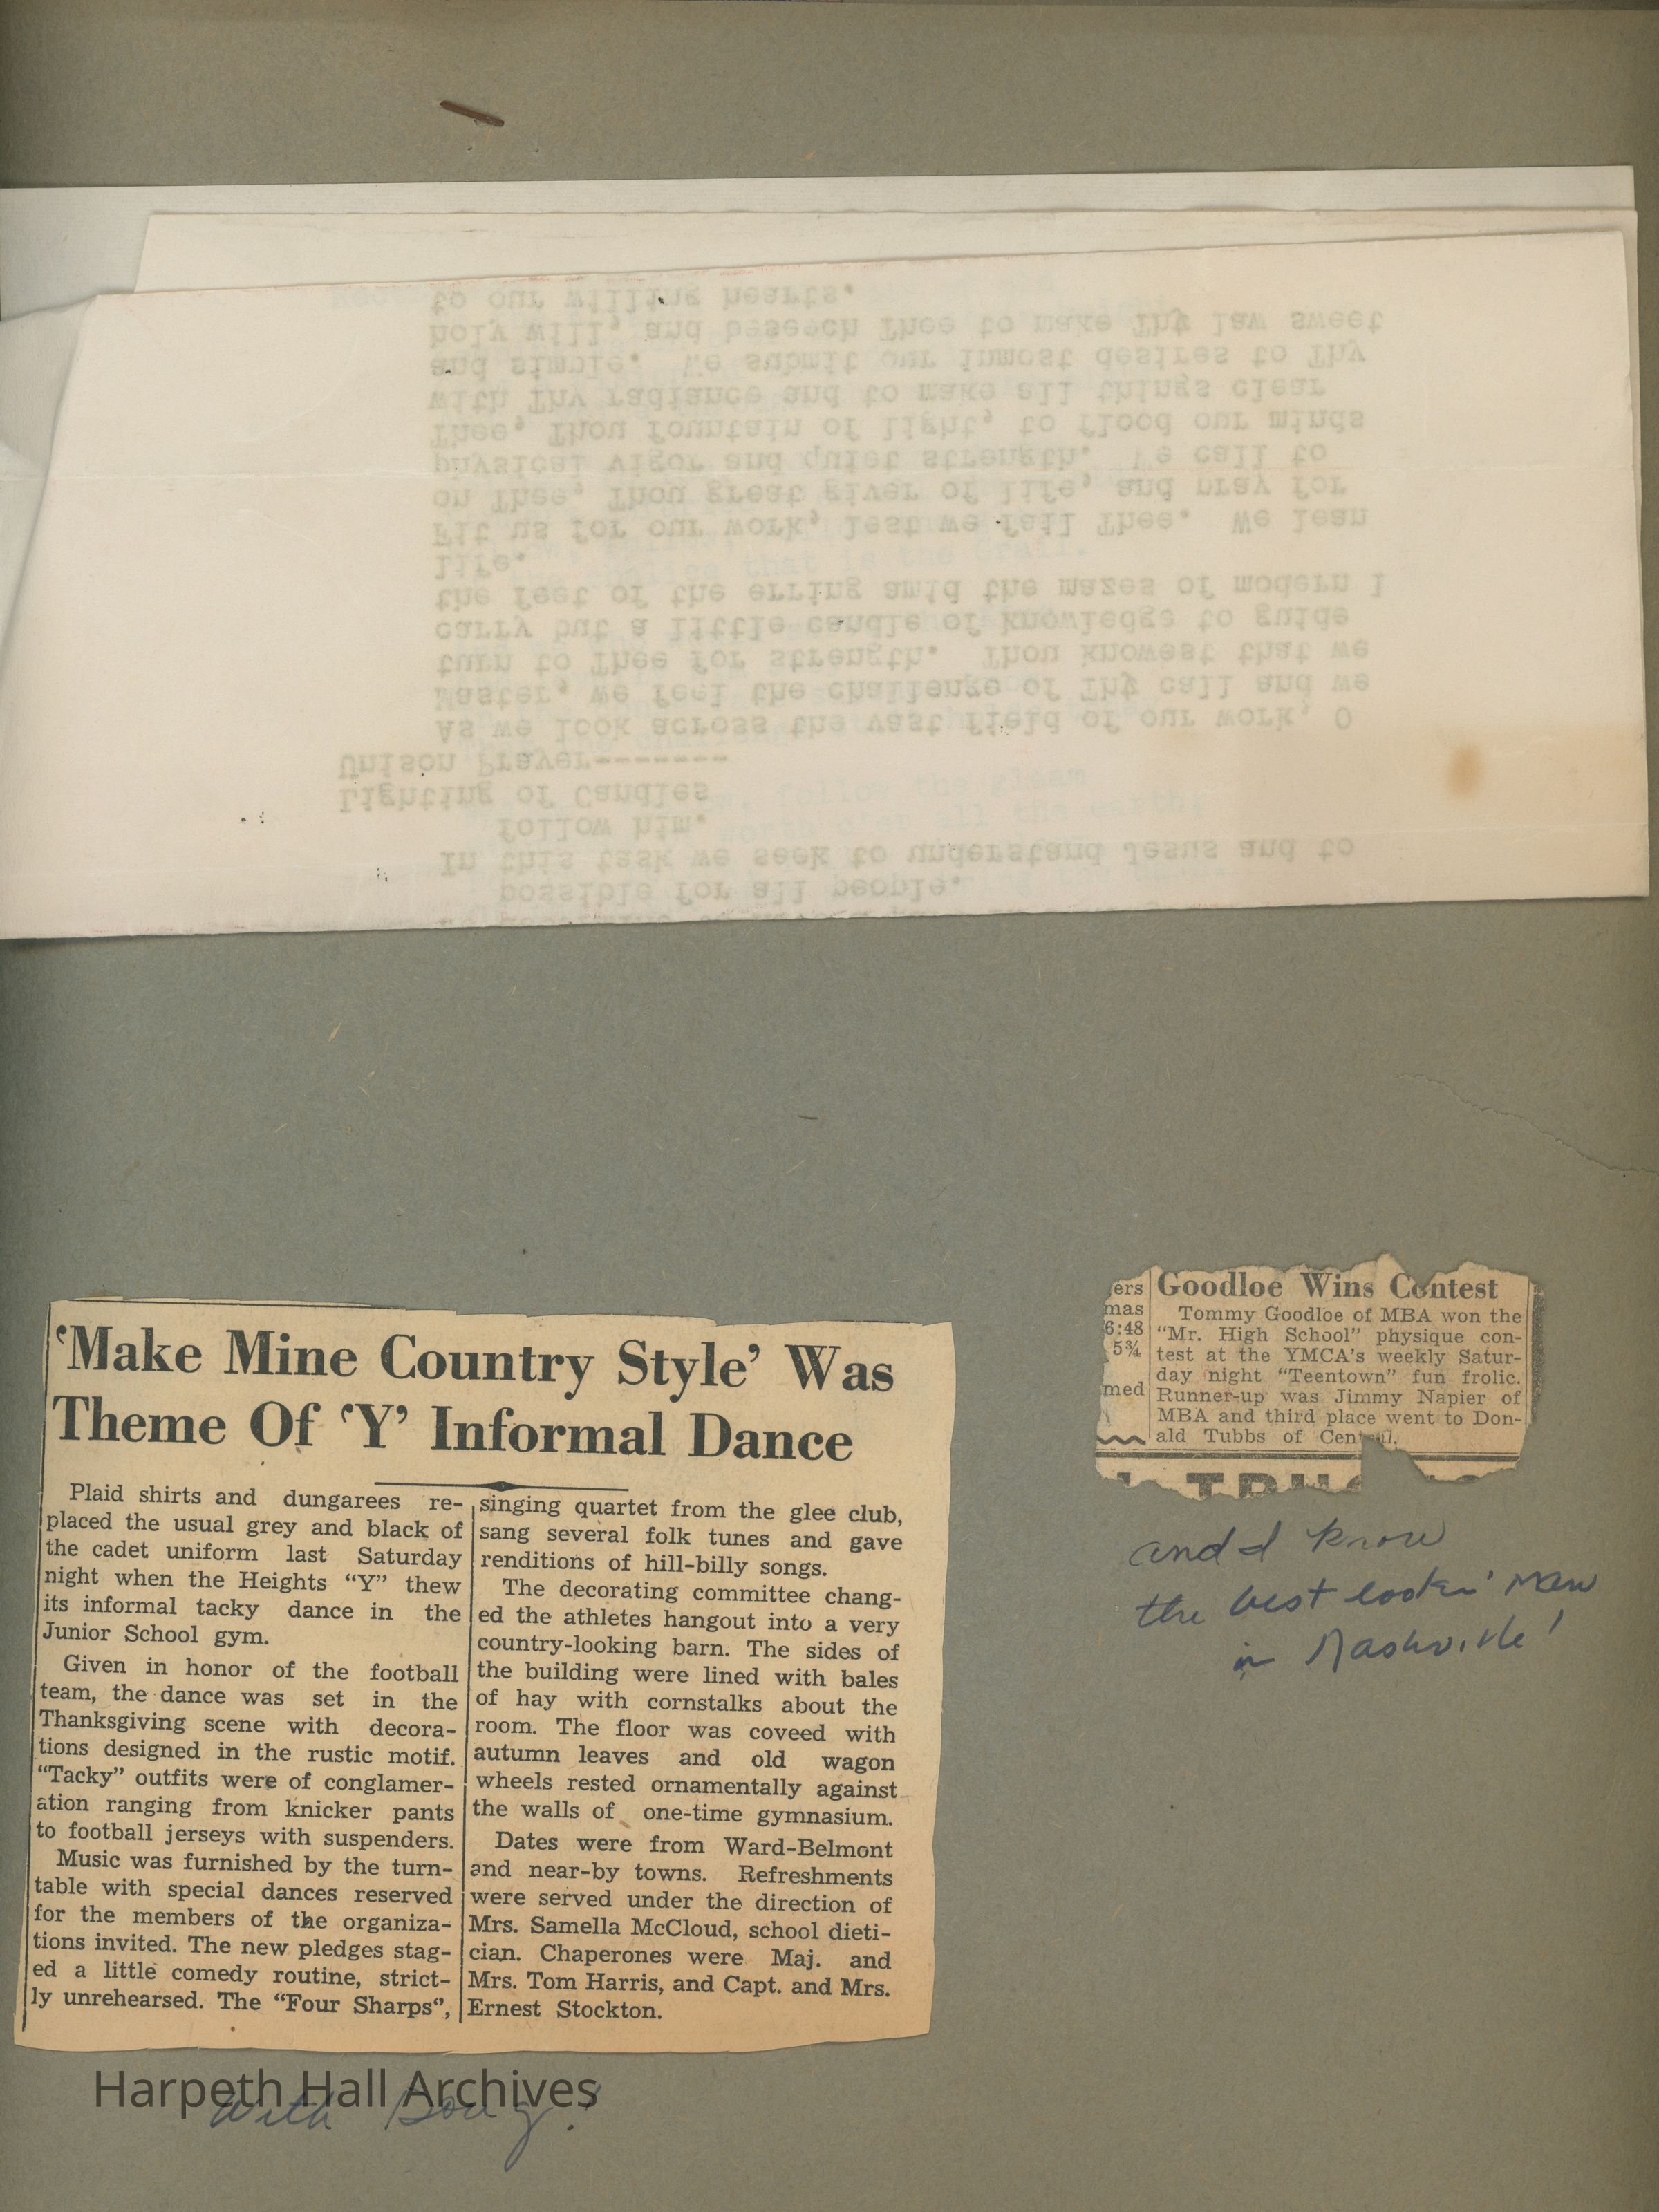 possible for all people.
In this task we seek to understand Jesus and to
follow him.
Lighting of Candles
Unison Prayer-------
As we look across the vast field of our work, O
Master, we feel the challenge of Thy call and we
turn to Thee for strength. Thou knowest that we
carry but a little candle of knowledge to guide
the feet of the erring amid the mazes of modern l
life.
Fit us for our work, lest we fail Thee. We lean
on Thee, Thou great giver of life, and pray for
physical vigor and quiet strength. We call to
Thee, Thou fountain of light, to flood our minds
with Thy radiance and to make all things clear
and simple. We submit our inmost desires to Thy
holy will, and beseech Thee to make Thy law sweet
to our willing hearts.
'Make Mine Country Style' Was
Theme Of 'Y' Informal Dance
Plaid shirts and dungarees re-
placed the usual grey and black of
the cadet uniform last Saturday
night when the Heights "Y" thew
its informal tacky dance in the
Junior School gym.
Given in honor of the football
team, the dance was set in the
Thanksgiving scene with decora-
tions designed in the rustic motif.
"Tacky" outfits were of conglamer-
ation ranging from knicker pants
to football jerseys with suspenders.
Music was furnished by the turn-
table with special dances reserved
for the members of the organiza-
tions invited. The new pledges stag-
ed a little comedy routine, strict-
ly unrehearsed. The "Four Sharps",
singing quartet from the glee club,
sang several folk tunes and gave
renditions of hill-billy songs.
The decorating committee chang-
ed the athletes hangout into a very
country-looking barn. The sides of
the building were lined with bales
of hay with cornstalks about the
room. The floor was coveed with
autumn leaves and old wagon
wheels rested ornamentally against
the walls of one-time gymnasium.
Dates were from Ward-Belmont
and near-by towns. Refreshments
were served under the direction of
Mrs. Samella McCloud, school dieti-
cian. Chaperones were Maj. and
Mrs. Tom Harris, and Capt. and Mrs.
Ernest Stockton.
Harpeth Hall Archives
with
ers
mas
6:48
5¾
med
Goodloe Wins Contest
Tommy Goodloe of MBA won the
"Mr. High School" physique con-
test at the YMCA's weekly Satur-
day night "Teentown" fun frolic.
Runner-up was Jimmy Napier of
MBA and third place went to Don-
ald Tubbs of Central.
and I know
the best lookin' man
in Nashville!